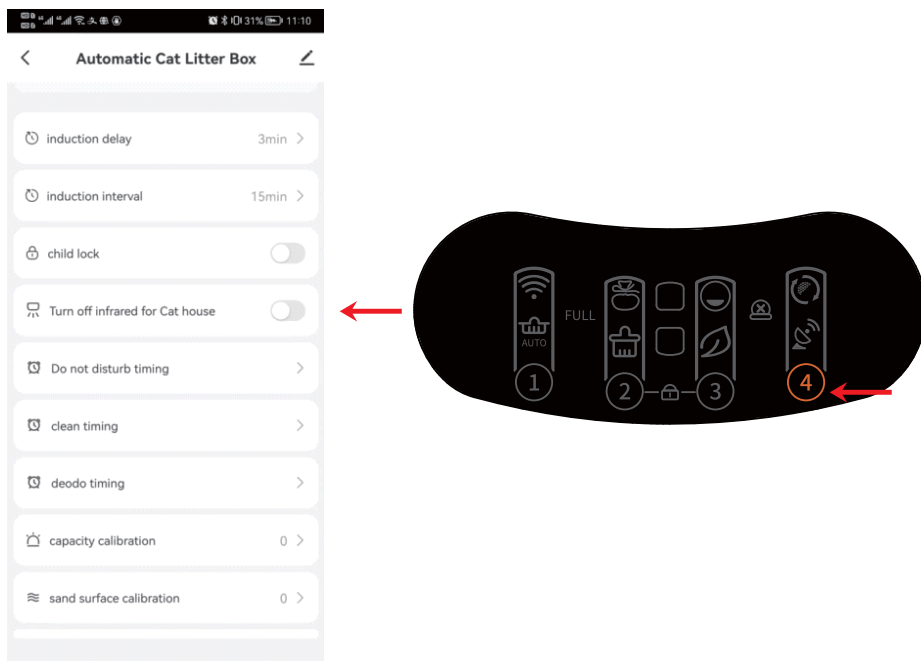 31% 11:10
Automatic Cat Litter Box
induction delay 3min
induction interval 15min
child lock
Turn off infrared for Cat house
Do not disturb timing
clean timing
deodo timing
capacity calibration 0
sand surface calibration 0
FULL
AUTO
1 2 3 4